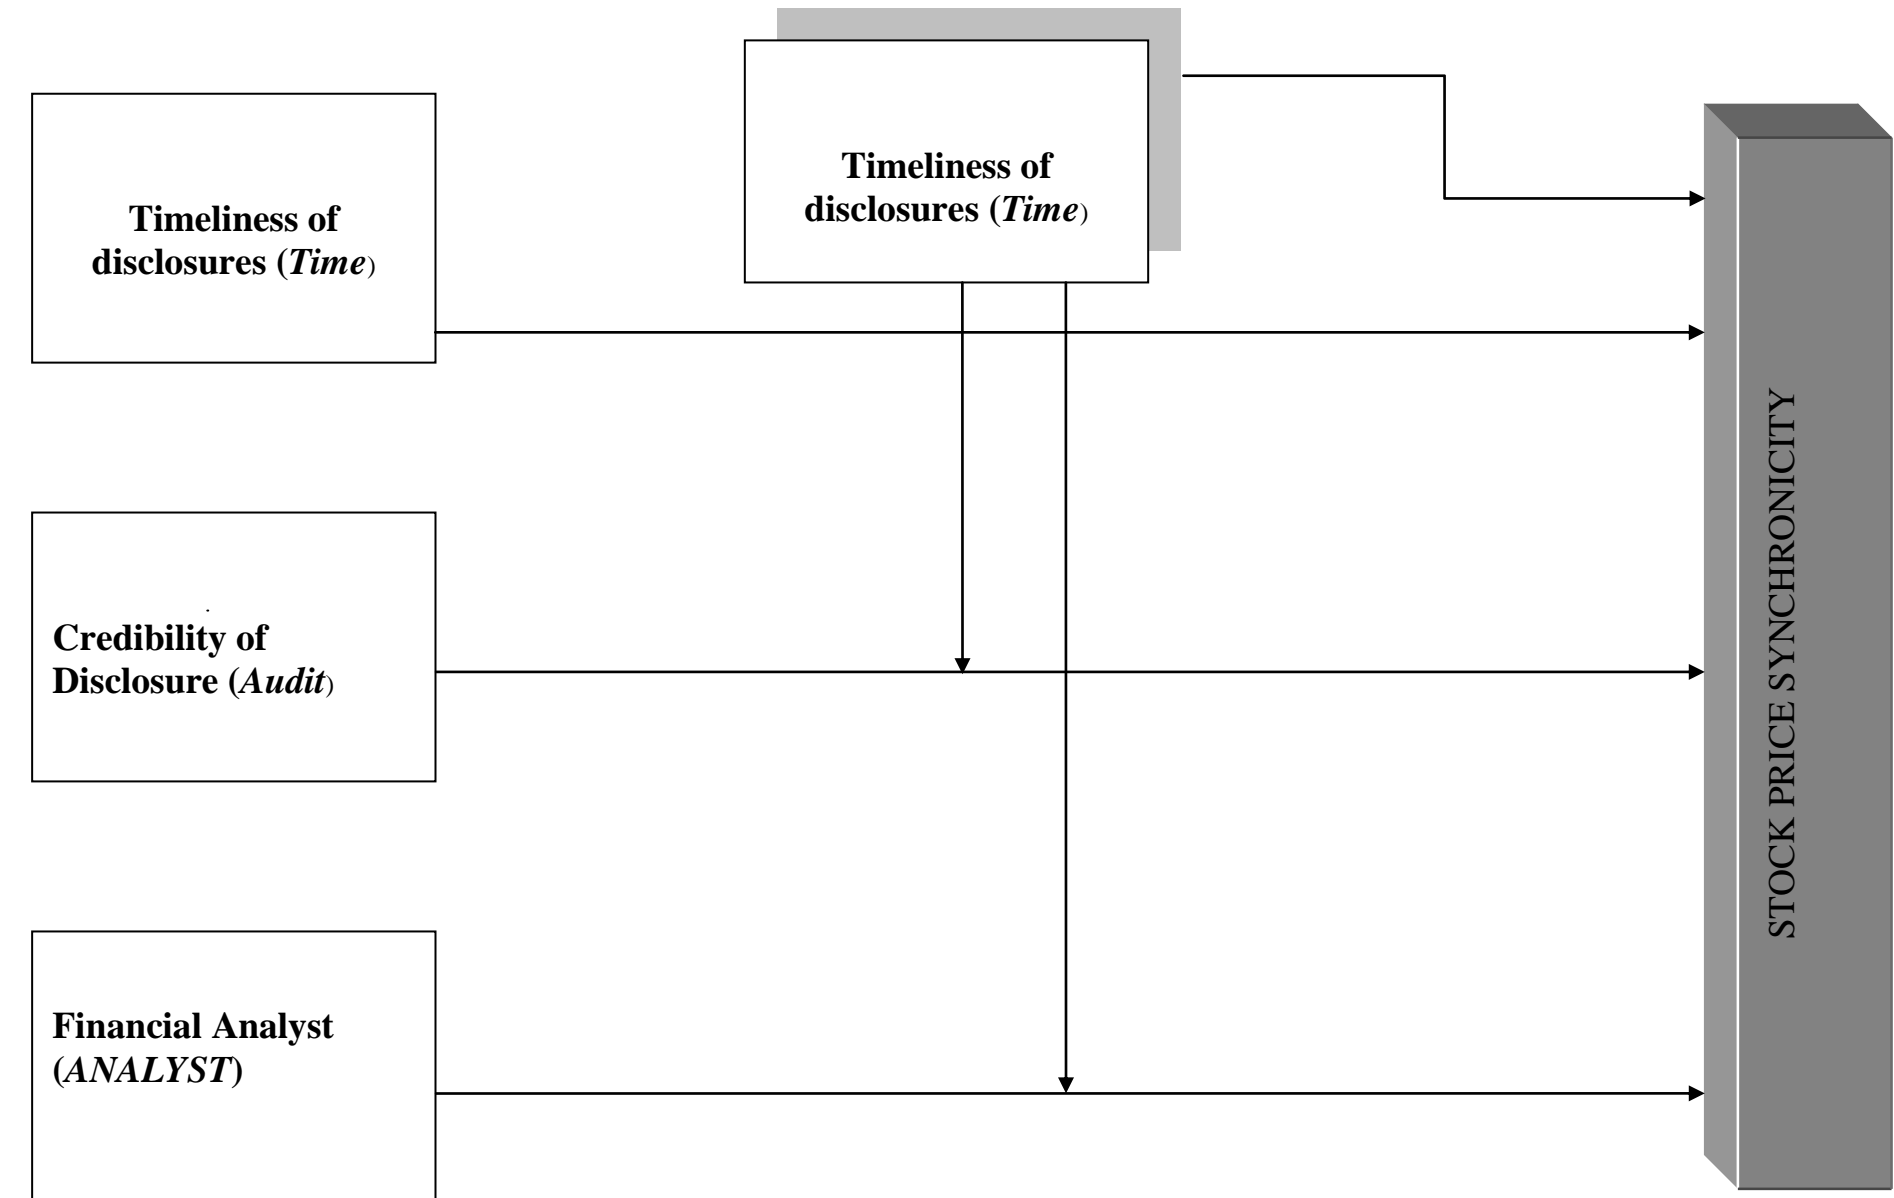 Timeliness of
disclosures (Time)
Timeliness of
disclosures (Time)
Credibility of
Disclosure (Audit)
Financial Analyst
(ANALYST)
STOCK PRICE SYNCHRONICITY